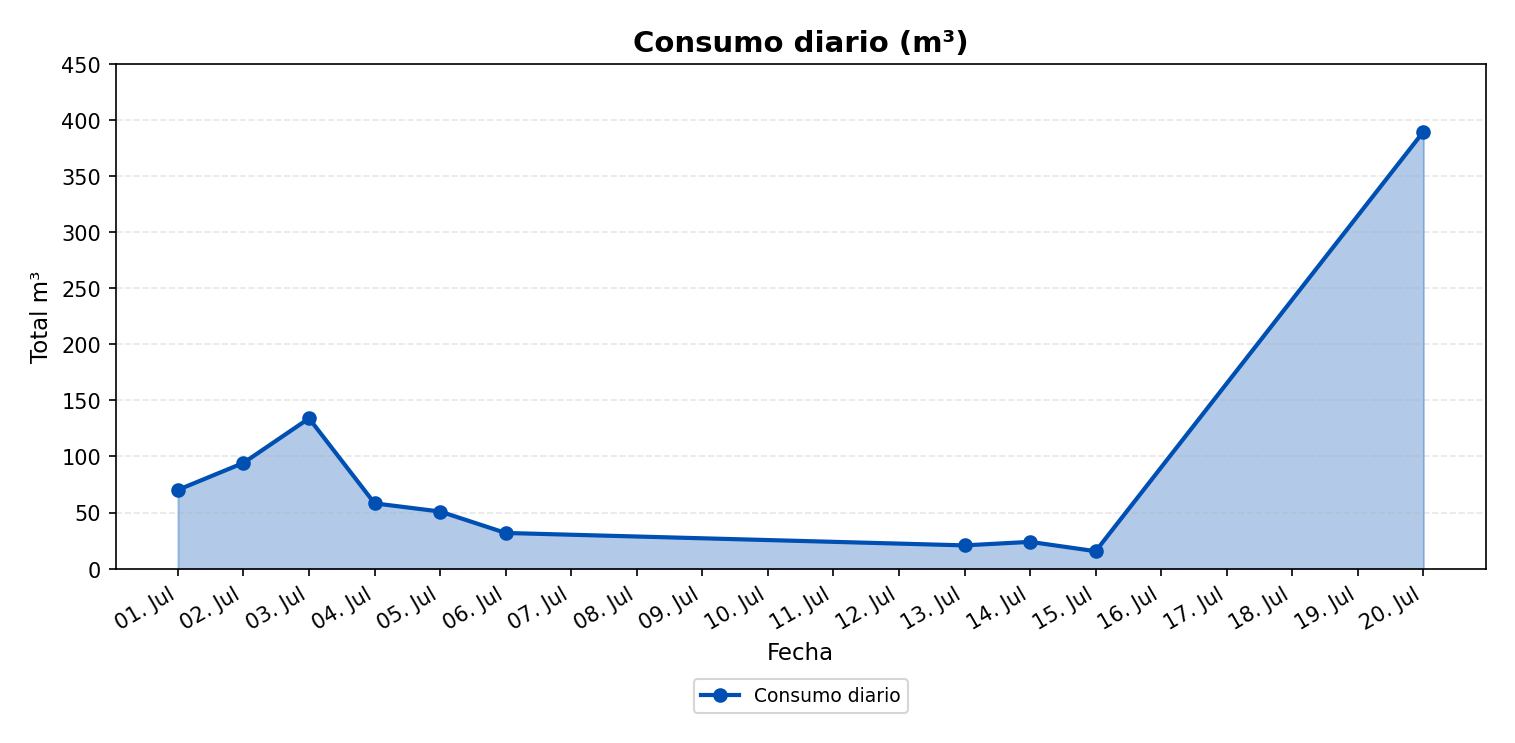 Consumo diario (m³)
450
400
350
300
250
200
150
100
50
0
Total m³
01. Jul
02. Jul
03. Jul
04. Jul
05. Jul
06. Jul
07. Jul
08. Jul
09. Jul
10. Jul
11. Jul
12. Jul
13. Jul
14. Jul
15. Jul
16. Jul
17. Jul
18. Jul
19. Jul
20. Jul
Fecha
Consumo diario